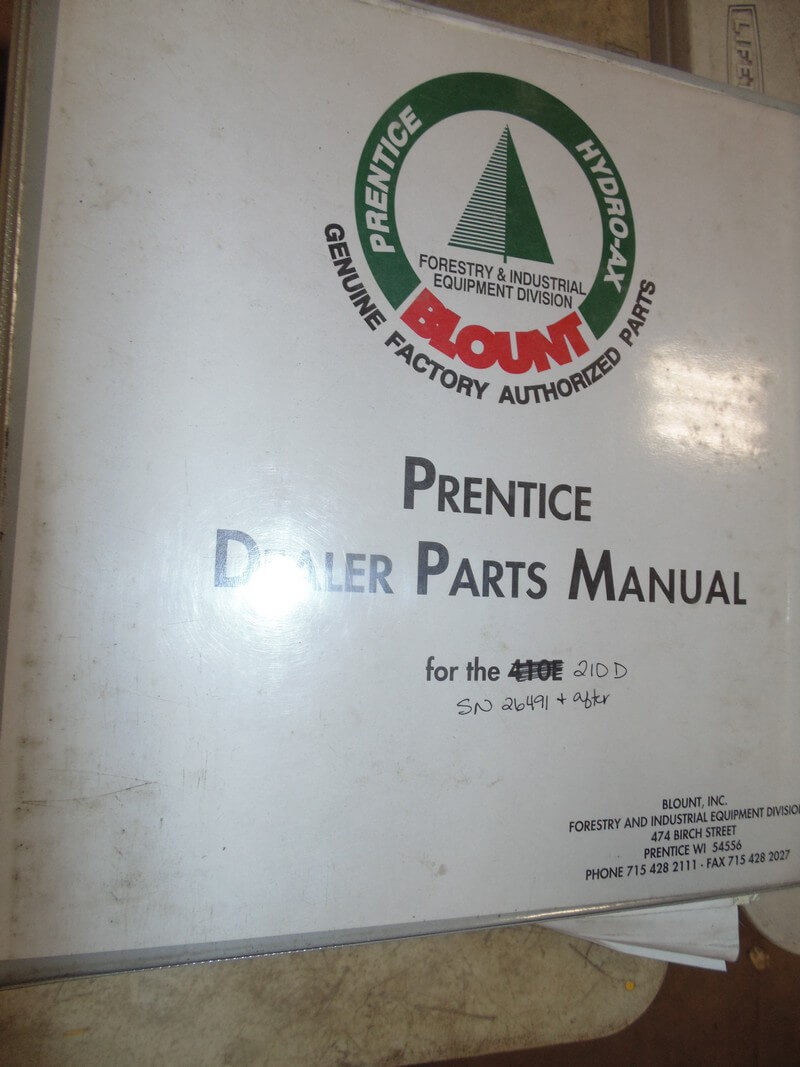 LIFE
PRENTICE
HYDRO-AX
FORESTRY & INDUSTRIAL
EQUIPMENT DIVISION
BLOUNT
GENUINE FACTORY AUTHORIZED PARTS
PRENTICE
DEALER PARTS MANUAL
for the 410E 210D
SN 26491 + after
BLOUNT, INC.
FORESTRY AND INDUSTRIAL EQUIPMENT DIVISION
474 BIRCH STREET
PRENTICE WI 54556
PHONE 715 428 2111 - FAX 715 428 2027